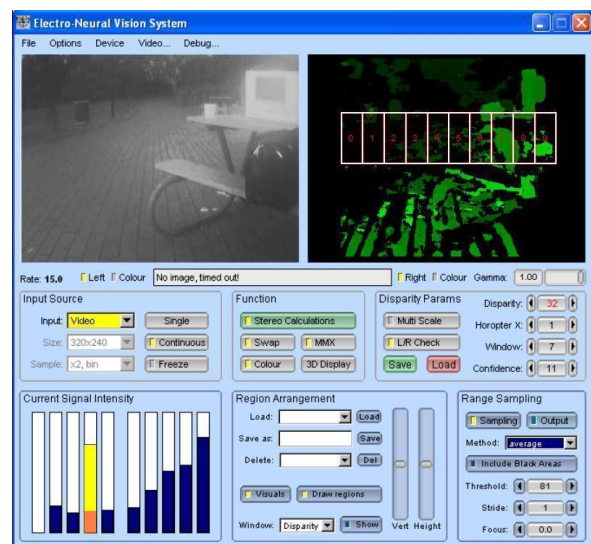 Electro-Neural Vision System
File Options Device Video... Debug...
0 1 2 3 4 5 6 7 8 9
Rate: 15.0 Left Colour No image, timed out! Right Colour Gamma: 1.00
Input Source
Input: Video Single
Size: 320x240 Continuous
Sample: x2, bin Freeze
Function
Stereo Calculations
Swap MMX
Colour 3D Display
Disparity Params
Multi Scale
L/R Check
Save Load
Disparity: 32
Horopter X: 1
Window: 7
Confidence: 11
Current Signal Intensity
Region Arrangement
Load: Load
Save as: Save
Delete: Del
Visuals Draw regions
Window: Disparity Show
Vert Height
Range Sampling
Sampling Output
Method: average
Include Black Areas
Threshold: 81
Stride: 1
Focus: 0.0